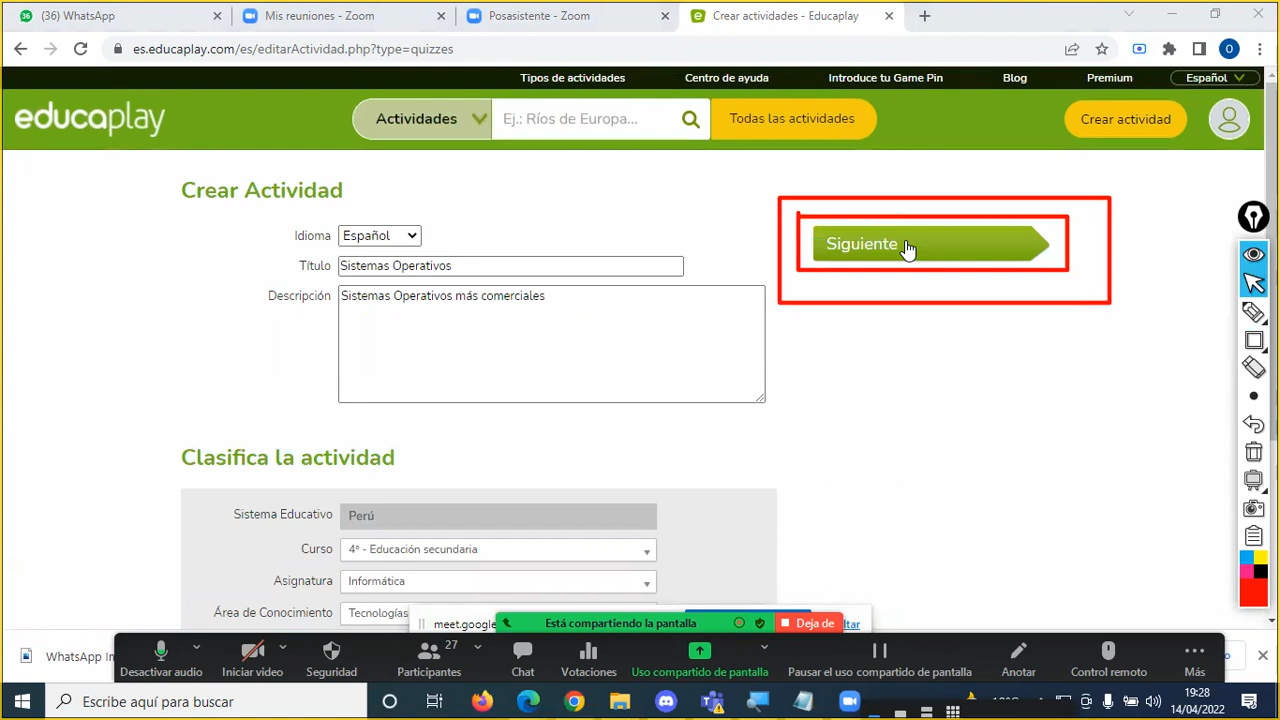 (36) WhatsApp
Mis reuniones - Zoom
Posasistente - Zoom
Crear actividades - Educaplay
es.educaplay.com/es/editarActividad.php?type=quizzes
O
Tipos de actividades
Centro de ayuda
Introduce tu Game Pin
Blog
Premium
Español
educaplay
Actividades
Ej.: Ríos de Europa...
Todas las actividades
Crear actividad
Crear Actividad
Idioma
Español
Siguiente
Título
Sistemas Operativos
Descripción
Sistemas Operativos más comerciales
Clasifica la actividad
Sistema Educativo
Perú
Curso
4º - Educación secundaria
Asignatura
Informática
Área de Conocimiento
Tecnologías
meet.google
Está compartiendo la pantalla
Deja de
ltar
WhatsApp Im
27
Desactivar audio
Iniciar video
Seguridad
Participantes
Chat
Votaciones
Uso compartido de pantalla
Pausar el uso compartido de pantalla
Anotar
Control remoto
Más
Escribe aquí para buscar
19:28
14/04/2022